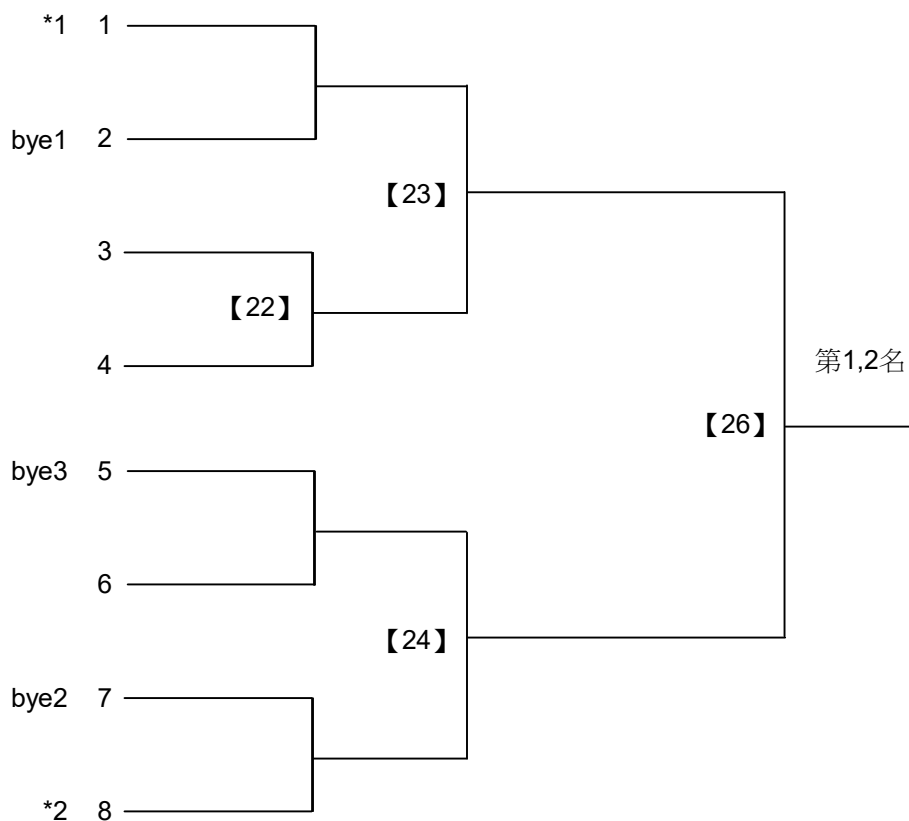 *1 1
bye1 2
【23】
3
【22】
4
第1,2名
【26】
bye3 5
6
【24】
bye2 7
*2 8